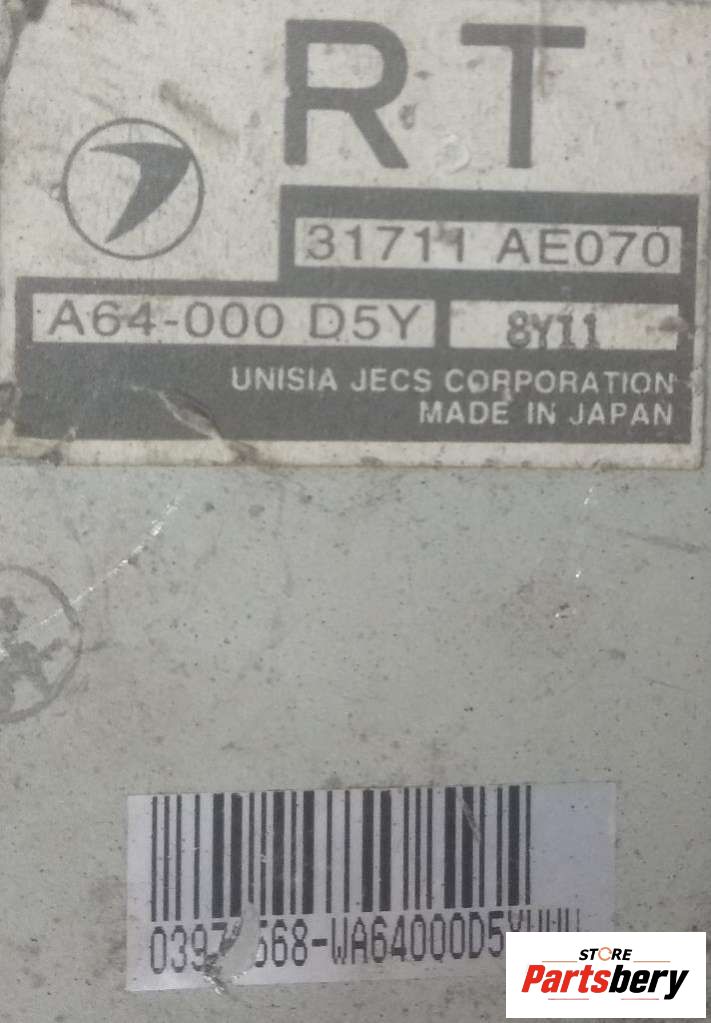 RT
31711 AE070
A64-000 D5Y 8Y11
UNISIA JECS CORPORATION
MADE IN JAPAN
STORE
Partsbery